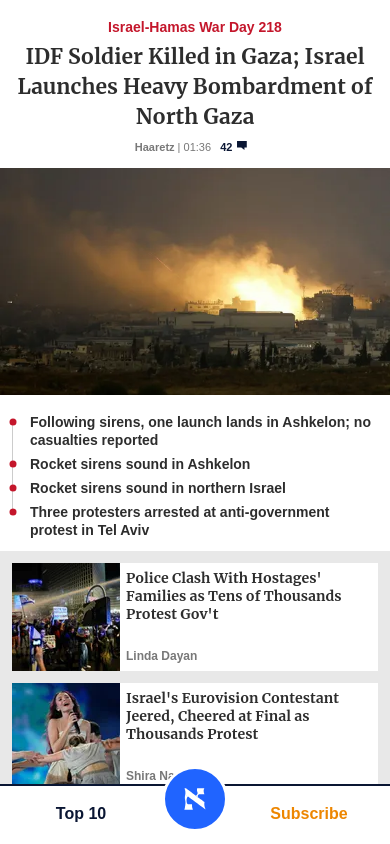 Israel-Hamas War Day 218
IDF Soldier Killed in Gaza; Israel
Launches Heavy Bombardment of
North Gaza
Haaretz | 01:36 42
Following sirens, one launch lands in Ashkelon; no
casualties reported
Rocket sirens sound in Ashkelon
Rocket sirens sound in northern Israel
Three protesters arrested at anti-government
protest in Tel Aviv
Police Clash With Hostages'
Families as Tens of Thousands
Protest Gov't
Linda Dayan
Israel's Eurovision Contestant
Jeered, Cheered at Final as
Thousands Protest
Shira
Top 10
Subscribe